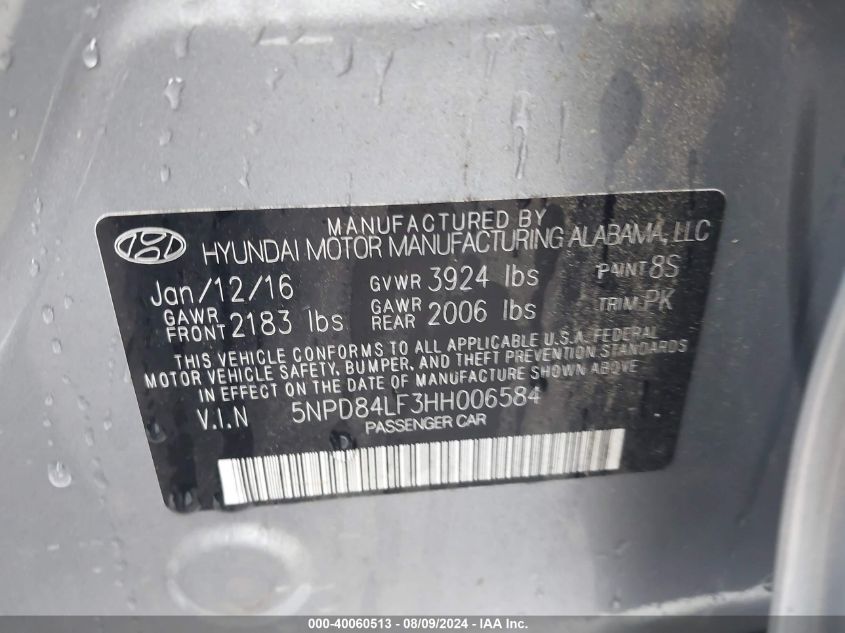 MANUFACTURED BY
HYUNDAI MOTOR MANUFACTURING ALABAMA, LLC
Jan/12/16 GVWR 3924 lbs PAINT 8S
GAWR FRONT 2183 lbs GAWR REAR 2006 lbs TRIM PK
THIS VEHICLE CONFORMS TO ALL APPLICABLE U.S.A. FEDERAL
MOTOR VEHICLE SAFETY, BUMPER, AND THEFT PREVENTION STANDARDS
IN EFFECT ON THE DATE OF MANUFACTURE SHOWN ABOVE.
V.I.N 5NPD84LF3HH006584
PASSENGER CAR
000-40060513 - 08/09/2024 - IAA Inc.